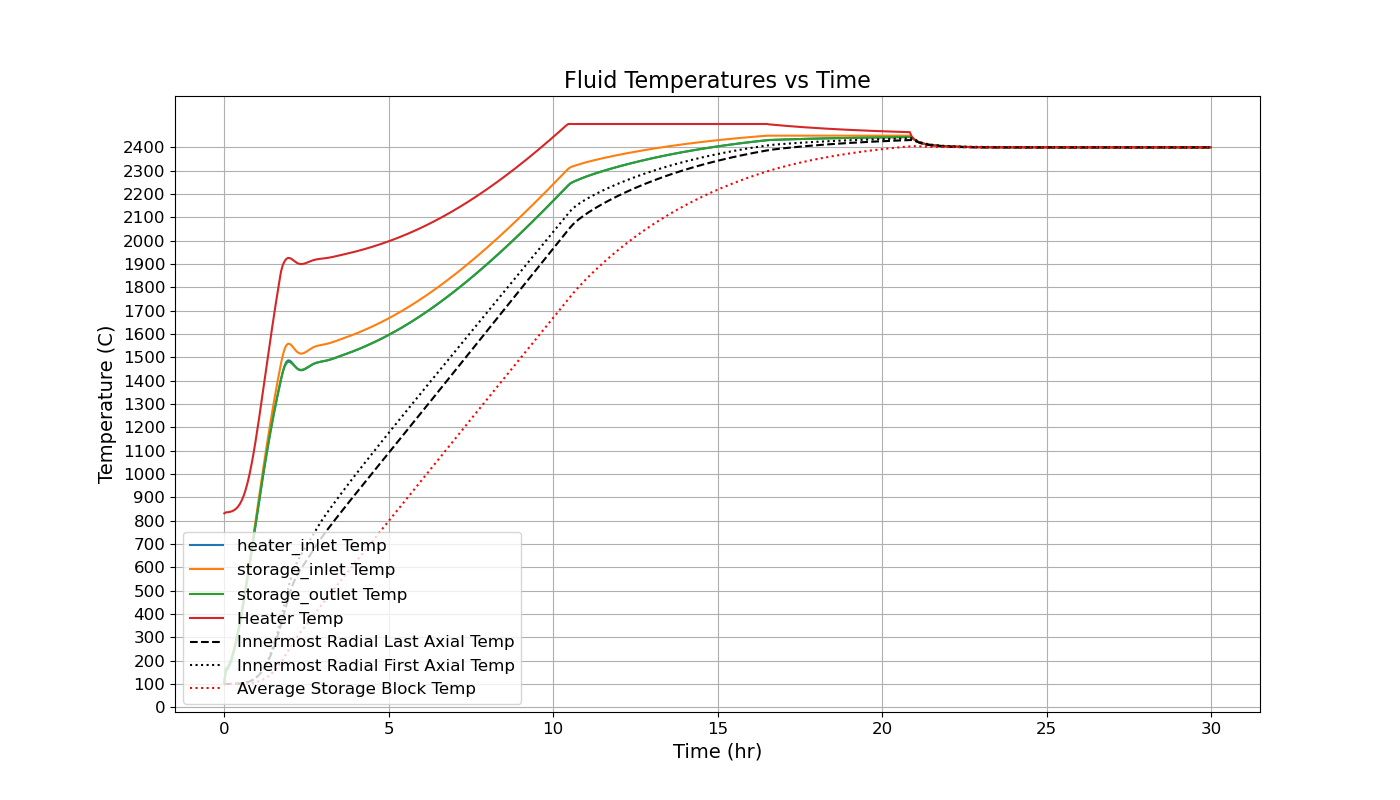 Fluid Temperatures vs Time
Temperature (C)
2400
2300
2200
2100
2000
1900
1800
1700
1600
1500
1400
1300
1200
1100
1000
900
800
700
600
500
400
300
200
100
0
heater_inlet Temp
storage_inlet Temp
storage_outlet Temp
Heater Temp
Innermost Radial Last Axial Temp
Innermost Radial First Axial Temp
Average Storage Block Temp
0 5 10 15 20 25 30
Time (hr)